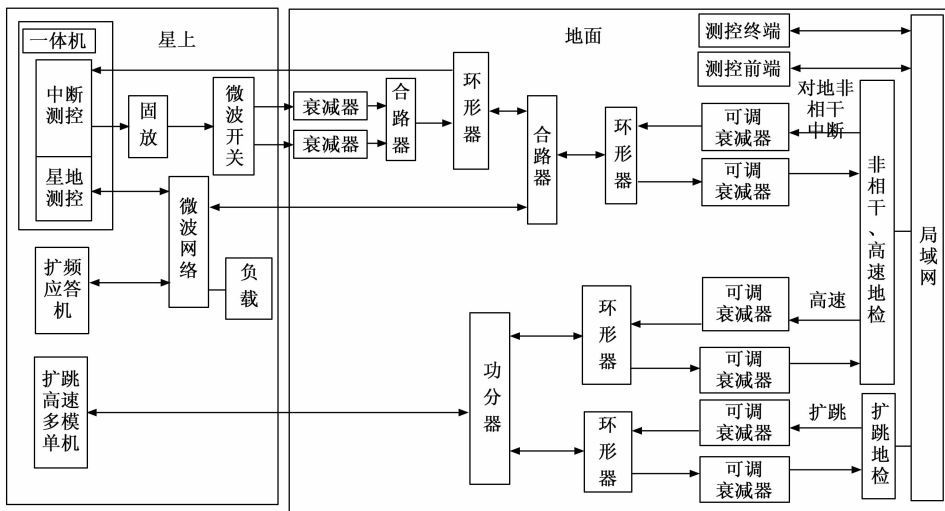 星上
一体机
中断
测控
星地
测控
固放
微波开关
衰减器
衰减器
合路器
微波网络
负载
扩频
应答
机
扩跳
高速
多模
单机
地面
环形器
合路器
环形器
测控终端
测控前端
可调
衰减器
对地非
相干
中断
可调
衰减器
非相干、高速地检
局域网
功分器
环形器
可调
衰减器
高速
可调
衰减器
环形器
可调
衰减器
扩跳
可调
衰减器
扩跳地检